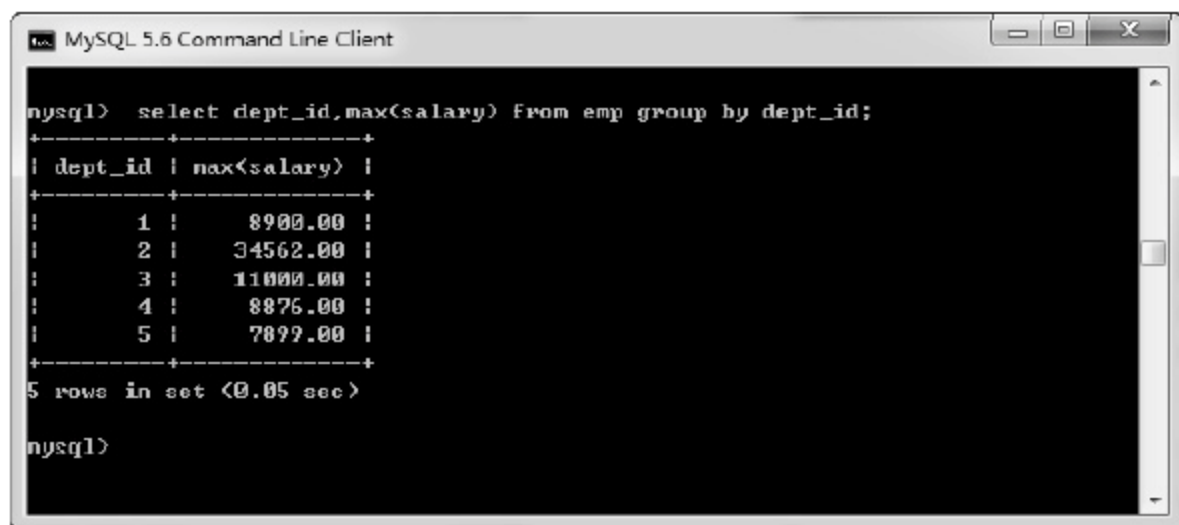 MySQL 5.6 Command Line Client
mysql>  select dept_id,max(salary) from emp group by dept_id;
+---------+-------------+
| dept_id | max(salary) |
+---------+-------------+
|       1 |     8900.00 |
|       2 |    34562.00 |
|       3 |    11000.00 |
|       4 |     8876.00 |
|       5 |     7899.00 |
+---------+-------------+
5 rows in set (0.05 sec)
mysql>